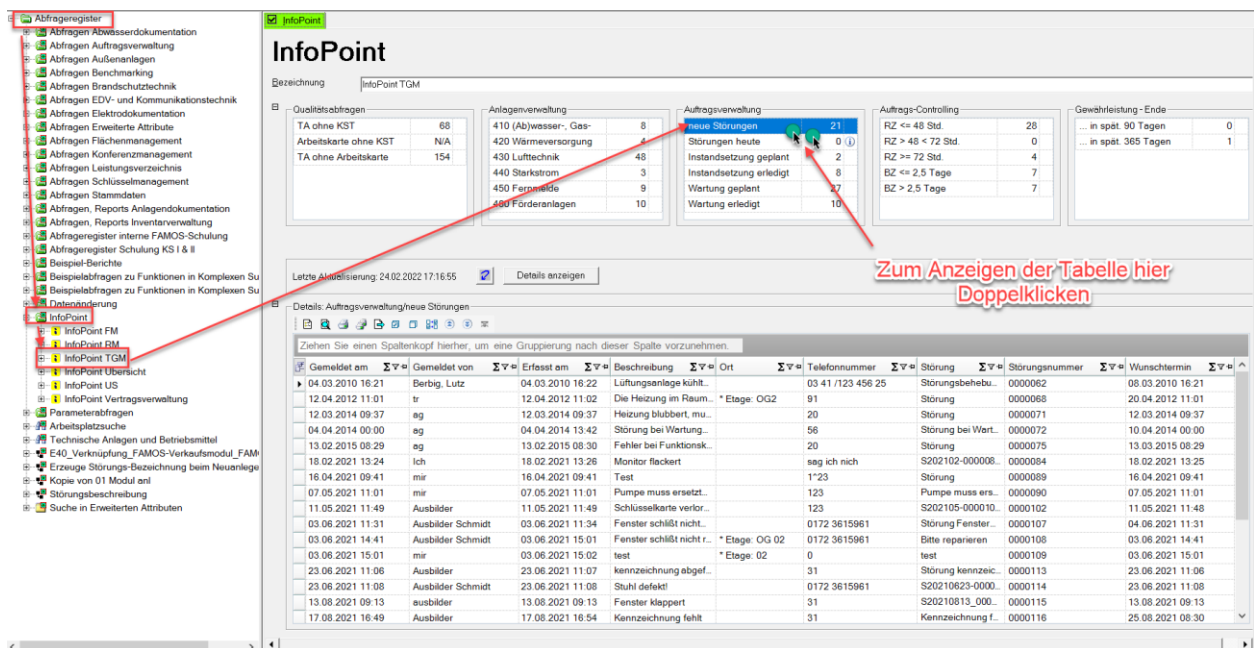 Abfrageregister
Abfragen Abwasserdokumentation
Abfragen Auftragsverwaltung
Abfragen Außenanlagen
Abfragen Benchmarking
Abfragen Brandschutztechnik
Abfragen EDV- und Kommunikationstechnik
Abfragen Elektrodokumentation
Abfragen Erweiterte Attribute
Abfragen Flächenmanagement
Abfragen Konferenzmanagement
Abfragen Leistungsverzeichnis
Abfragen Schlüsselmanagement
Abfragen Stammdaten
Abfragen, Reports Anlagendokumentation
Abfragen, Reports Inventarverwaltung
Abfrageregister interne FAMOS-Schulung
Abfrageregister Schulung KS I & II
Beispiel-Berichte
Beispielabfragen zu Funktionen in Komplexen Su
Beispielabfragen zu Funktionen in Komplexen Su
Datenänderung
InfoPoint
InfoPoint FM
InfoPoint RM
InfoPoint TGM
InfoPoint Übersicht
InfoPoint US
InfoPoint Vertragsverwaltung
Parameterabfragen
Arbeitsplatzsuche
Technische Anlagen und Betriebsmittel
E40_Verknüpfung_FAMOS-Verkaufsmodul_FAM
Erzeuge Störungs-Bezeichnung beim Neuanlege
Kopie von 01 Modul anl
Störungsbeschreibung
Suche in Erweiterten Attributen
InfoPoint
InfoPoint
Bezeichnung InfoPoint TGM
Qualitätsabfragen
TA ohne KST 68
Arbeitskarte ohne KST N/A
TA ohne Arbeitskarte 154
Anlagenverwaltung
410 (Ab)wasser-, Gas- 8
420 Wärmeversorgung 4
430 Lufttechnik 48
440 Starkstrom 3
450 Fernmelde 9
460 Förderanlagen 10
Auftragsverwaltung
neue Störungen 21
Störungen heute 0
Instandsetzung geplant 2
Instandsetzung erledigt 8
Wartung geplant 27
Wartung erledigt 10
Auftrags-Controlling
RZ <= 48 Std. 28
RZ > 48 < 72 Std. 0
RZ >= 72 Std. 4
BZ <= 2,5 Tage 7
BZ > 2,5 Tage 7
Gewährleistung - Ende
... in spät. 90 Tagen 0
... in spät. 365 Tagen 1
Zum Anzeigen der Tabelle hier
Doppelklicken
Letzte Aktualisierung: 24.02.2022 17:16:55 Details anzeigen
Details: Auftragsverwaltung/neue Störungen
Ziehen Sie einen Spaltenkopf hierher, um eine Gruppierung nach dieser Spalte vorzunehmen.
Gemeldet am Gemeldet von Erfasst am Beschreibung Ort Telefonnummer Störung Störungsnummer Wunschtermin
04.03.2010 16:21 Berbig, Lutz 04.03.2010 16:22 Lüftungsanlage kühlt... 03 41 /123 456 25 Störungsbehebu... 0000062 08.03.2010 16:21
12.04.2012 11:01 tr 12.04.2012 11:02 Die Heizung im Raum... * Etage: OG2 91 Störung 0000068 20.04.2012 11:01
12.03.2014 09:37 ag 12.03.2014 09:37 Heizung blubbert, mu... 20 Störung 0000071 12.03.2014 09:37
04.04.2014 00:00 ag 04.04.2014 13:42 Störung bei Wartung... 56 Störung bei Wart... 0000072 10.04.2014 00:00
13.02.2015 08:29 ag 13.02.2015 08:30 Fehler bei Funktionsk... 20 Störung 0000075 13.03.2015 08:29
18.02.2021 13:24 Ich 18.02.2021 13:26 Monitor flackert sag ich nich S202102-000008... 0000084 18.02.2021 13:25
16.04.2021 09:41 mir 16.04.2021 09:41 Test 1^23 Störung 0000089 16.04.2021 09:41
07.05.2021 11:01 mir 07.05.2021 11:01 Pumpe muss ersetzt... 123 Pumpe muss ers... 0000090 07.05.2021 11:01
11.05.2021 11:49 Ausbilder 11.05.2021 11:49 Schlüsselkarte verlor... 123 S202105-000010... 0000102 11.05.2021 11:48
03.06.2021 11:31 Ausbilder Schmidt 03.06.2021 11:34 Fenster schlißt nicht... 0172 3615961 Störung Fenster... 0000107 04.06.2021 11:31
03.06.2021 14:41 Ausbilder Schmidt 03.06.2021 15:01 Fenster schlißt nicht r... * Etage: OG 02 0172 3615961 Bitte reparieren 0000108 03.06.2021 14:41
03.06.2021 15:01 mir 03.06.2021 15:02 test * Etage: 02 0 test 0000109 03.06.2021 15:01
23.06.2021 11:06 Ausbilder 23.06.2021 11:07 kennzeichnung abgef... 31 Störung kennzeic... 0000113 23.06.2021 11:06
23.06.2021 11:08 Ausbilder Schmidt 23.06.2021 11:08 Stuhl defekt! 0172 3615961 S20210623-0000... 0000114 23.06.2021 11:08
13.08.2021 09:13 ausbilder 13.08.2021 09:13 Fenster klappert 31 S20210813_000... 0000115 13.08.2021 09:13
17.08.2021 16:49 Ausbilder 17.08.2021 16:54 Kennzeichnung fehlt 31 Kennzeichnung f... 0000116 25.08.2021 08:30